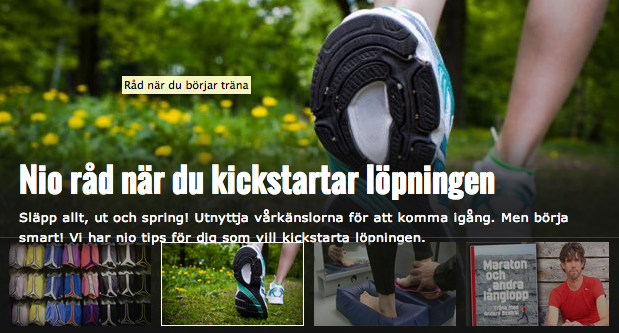 Råd när du börjar träna
Nio råd när du kickstartar löpningen
Släpp allt, ut och spring! Utnyttja vårkänslorna för att komma igång. Men börja
smart! Vi har nio tips för dig som vill kickstarta löpningen.
Maraton
och
andra
långlopp